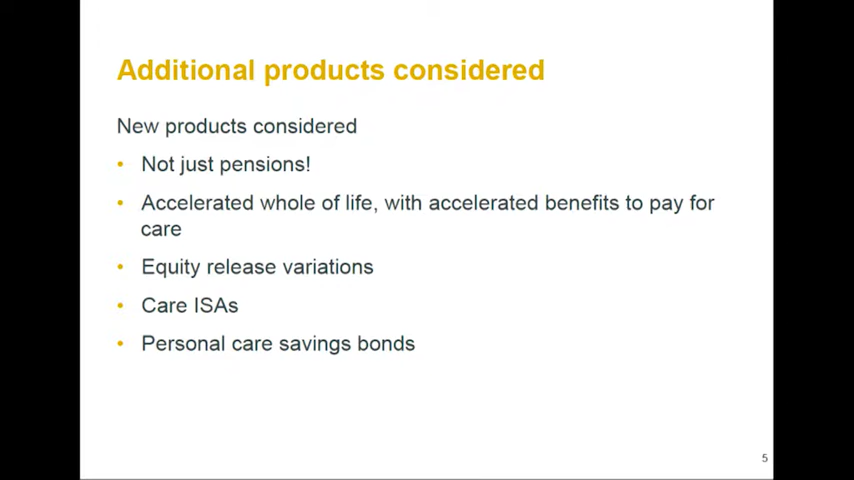 Additional products considered
New products considered
• Not just pensions!
• Accelerated whole of life, with accelerated benefits to pay for
care
• Equity release variations
• Care ISAs
• Personal care savings bonds
5